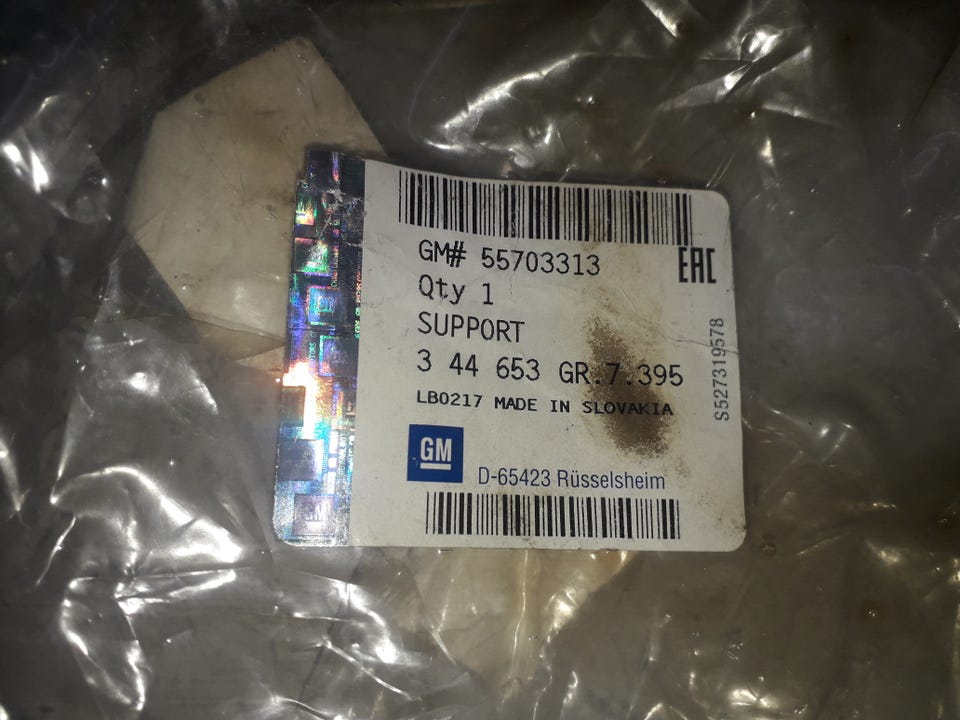 GM# 55703313
EAC
Qty 1
SUPPORT
3 44 653 GR.7.395
LB0217 MADE IN SLOVAKIA
S527319578
GM
D-65423 Rüsselsheim
GM